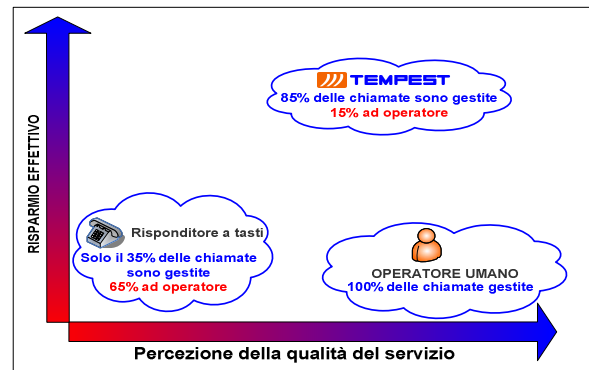 RISPARMIO EFFETTIVO
TEMPEST
85% delle chiamate sono gestite
15% ad operatore
Risponditore a tasti
Solo il 35% delle chiamate
sono gestite
65% ad operatore
OPERATORE UMANO
100% delle chiamate gestite
Percezione della qualità del servizio